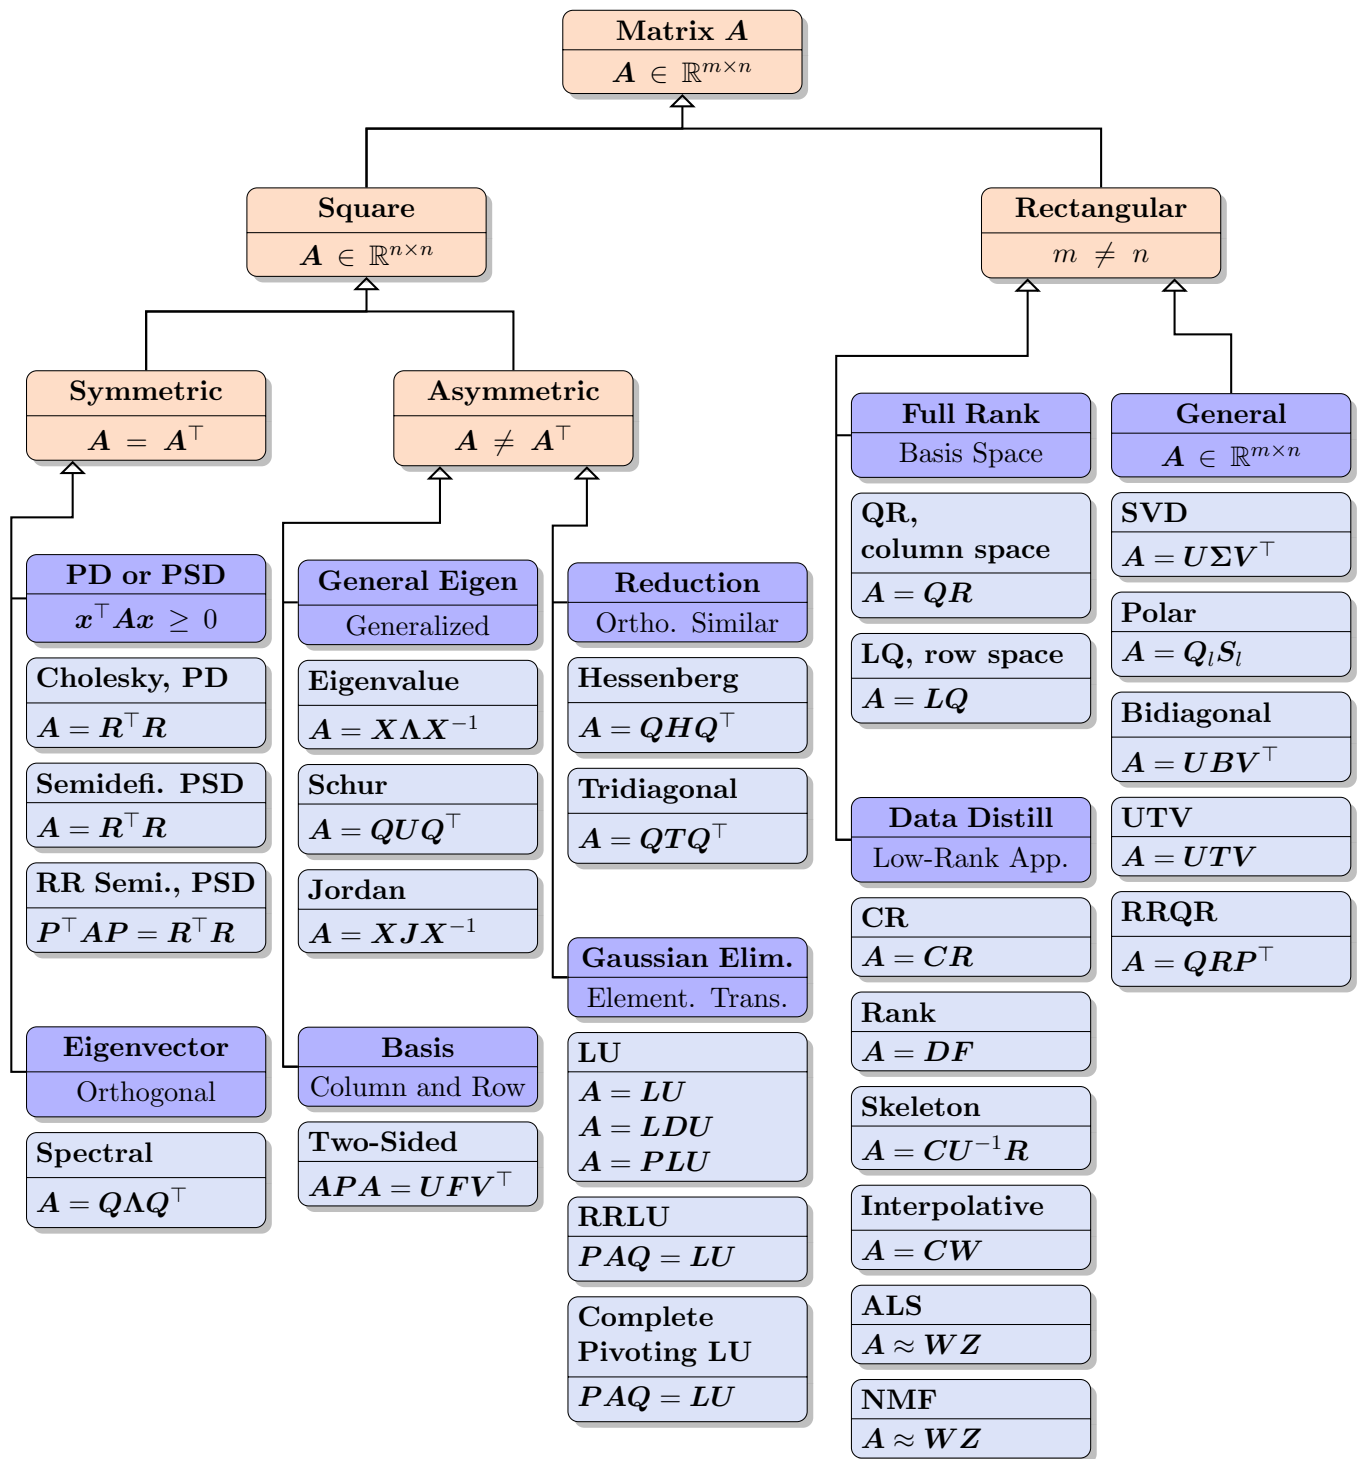 Matrix A
A ∈ ℝ^{m×n}
Square
A ∈ ℝ^{n×n}
Rectangular
m ≠ n
Symmetric
A = A^⊤
Asymmetric
A ≠ A^⊤
PD or PSD
x^⊤Ax ≥ 0
Cholesky, PD
A = R^⊤R
Semidefi. PSD
A = R^⊤R
RR Semi., PSD
P^⊤AP = R^⊤R
Eigenvector
Orthogonal
Spectral
A = QΛQ^⊤
General Eigen
Generalized
Eigenvalue
A = XΛX^{−1}
Schur
A = QUQ^⊤
Jordan
A = XJX^{−1}
Basis
Column and Row
Two-Sided
APA = UFV^⊤
Reduction
Ortho. Similar
Hessenberg
A = QHQ^⊤
Tridiagonal
A = QTQ^⊤
Gaussian Elim.
Element. Trans.
LU
A = LU
A = LDU
A = PLU
RRLU
PAQ = LU
Complete
Pivoting LU
PAQ = LU
Full Rank
Basis Space
QR,
column space
A = QR
LQ, row space
A = LQ
Data Distill
Low-Rank App.
CR
A = CR
Rank
A = DF
Skeleton
A = CU^{−1}R
Interpolative
A = CW
ALS
A ≈ WZ
NMF
A ≈ WZ
General
A ∈ ℝ^{m×n}
SVD
A = UΣV^⊤
Polar
A = Q_l S_l
Bidiagonal
A = UBV^⊤
UTV
A = UTV
RRQR
A = QRP^⊤